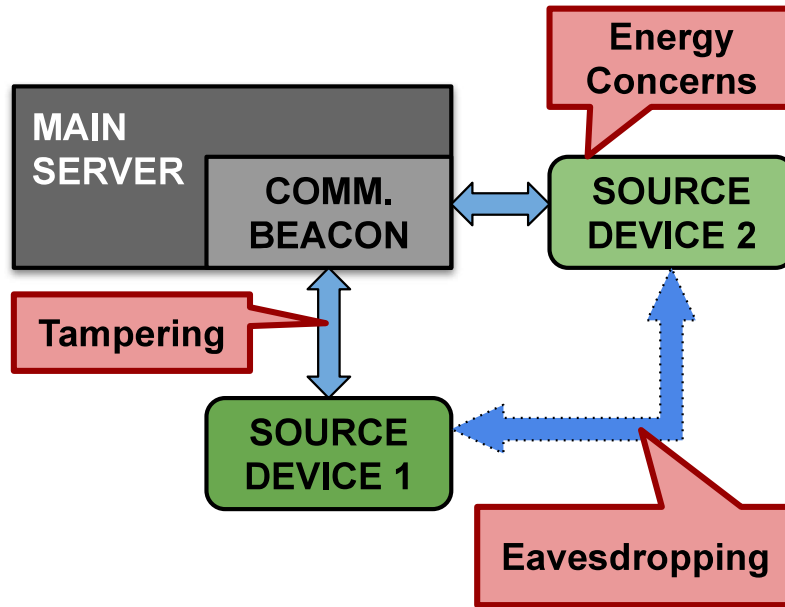 Energy
Concerns
MAIN
SERVER
COMM.
BEACON
SOURCE
DEVICE 2
Tampering
SOURCE
DEVICE 1
Eavesdropping